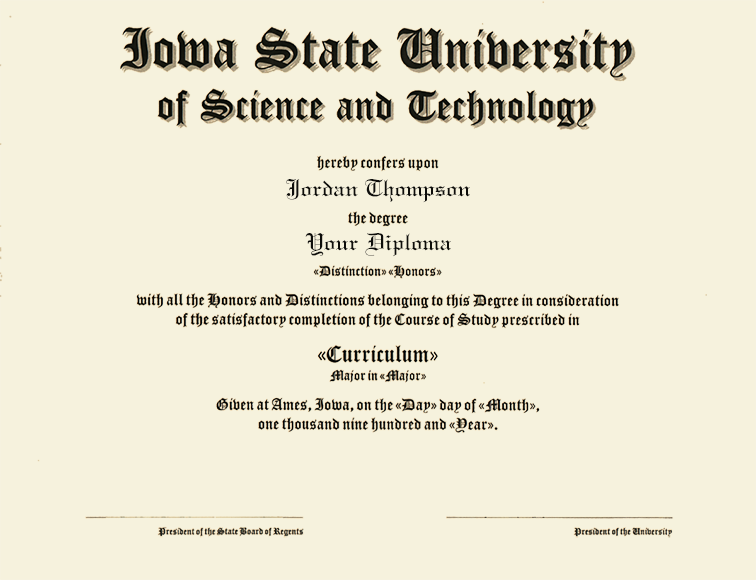 Iowa State University
of Science and Technology
hereby confers upon
Jordan Thompson
the degree
Your Diploma
«Distinction» «Honors»
with all the Honors and Distinctions belonging to this Degree in consideration
of the satisfactory completion of the Course of Study prescribed in
«Curriculum»
Major in «Major»
Given at Ames, Iowa, on the «Day» day of «Month»,
one thousand nine hundred and «Year».
President of the State Board of Regents
President of the University